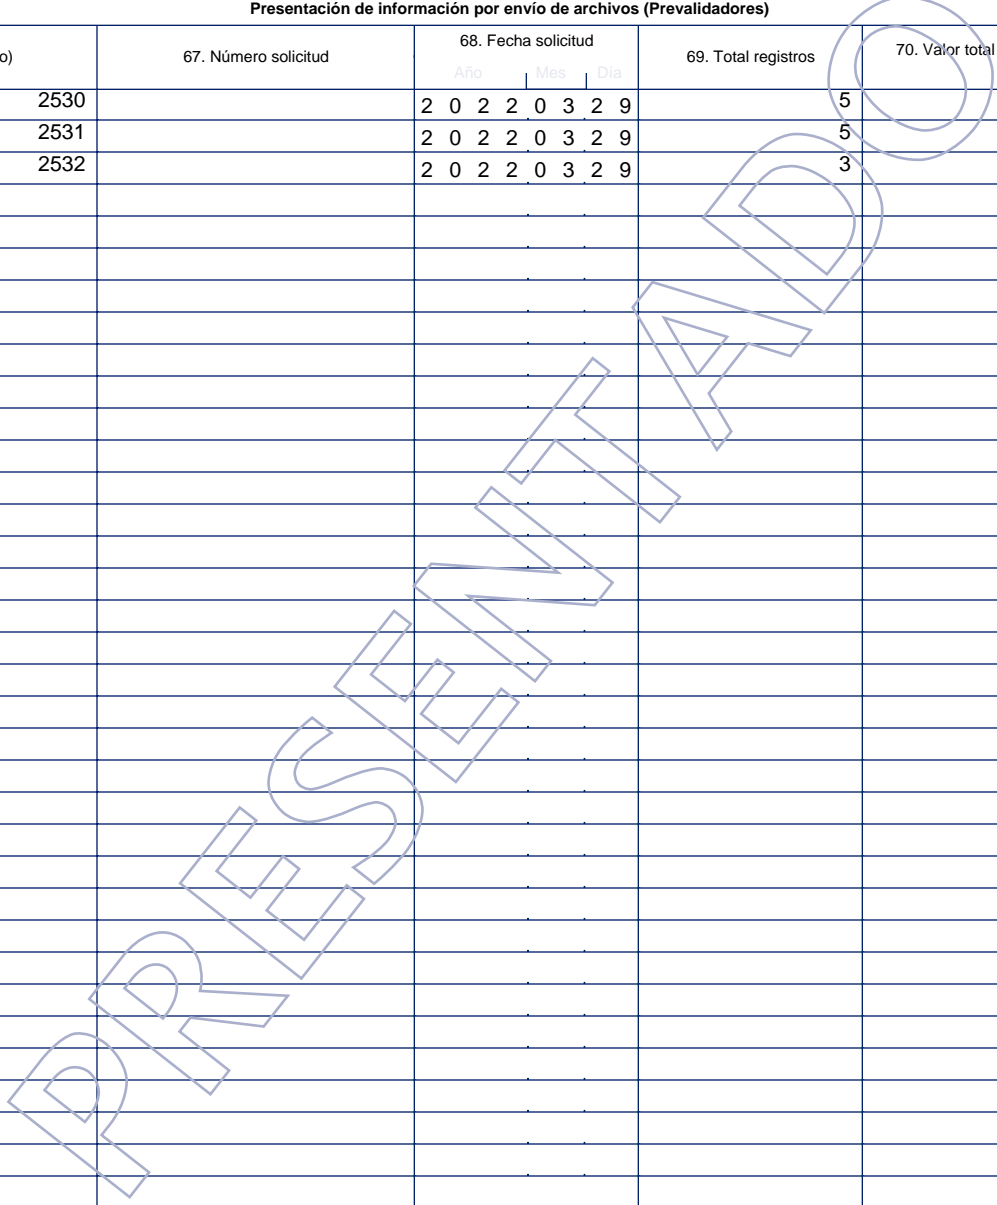 Presentación de información por envío de archivos (Prevalidadores)
o) 67. Número solicitud 68. Fecha solicitud 69. Total registros 70. Valor total
Año Mes Día
2530 2 0 2 2 0 3 2 9 5
2531 2 0 2 2 0 3 2 9 5
2532 2 0 2 2 0 3 2 9 3
PRESENTADO